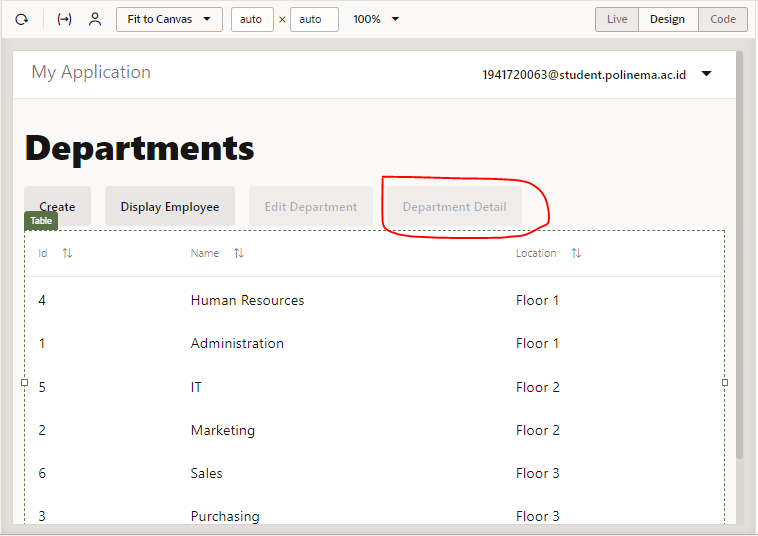 Fit to Canvas auto × auto 100% Live Design Code
My Application 1941720063@student.polinema.ac.id
Departments
Create Display Employee Edit Department Department Detail
Table
Id Name Location
4 Human Resources Floor 1
1 Administration Floor 1
5 IT Floor 2
2 Marketing Floor 2
6 Sales Floor 3
3 Purchasing Floor 3